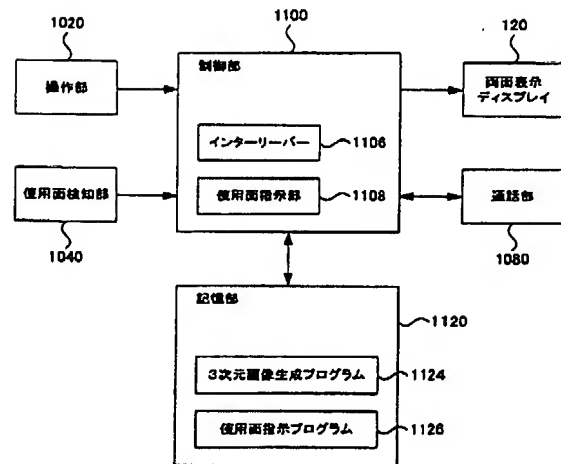 1020
操作部
1100
制御部
120
両面表示
ディスプレイ
インターリーバー
1106
使用面検知部
1040
使用面指示部
1108
通話部
1080
記憶部
1120
3次元画像生成プログラム
1124
使用面指示プログラム
1126